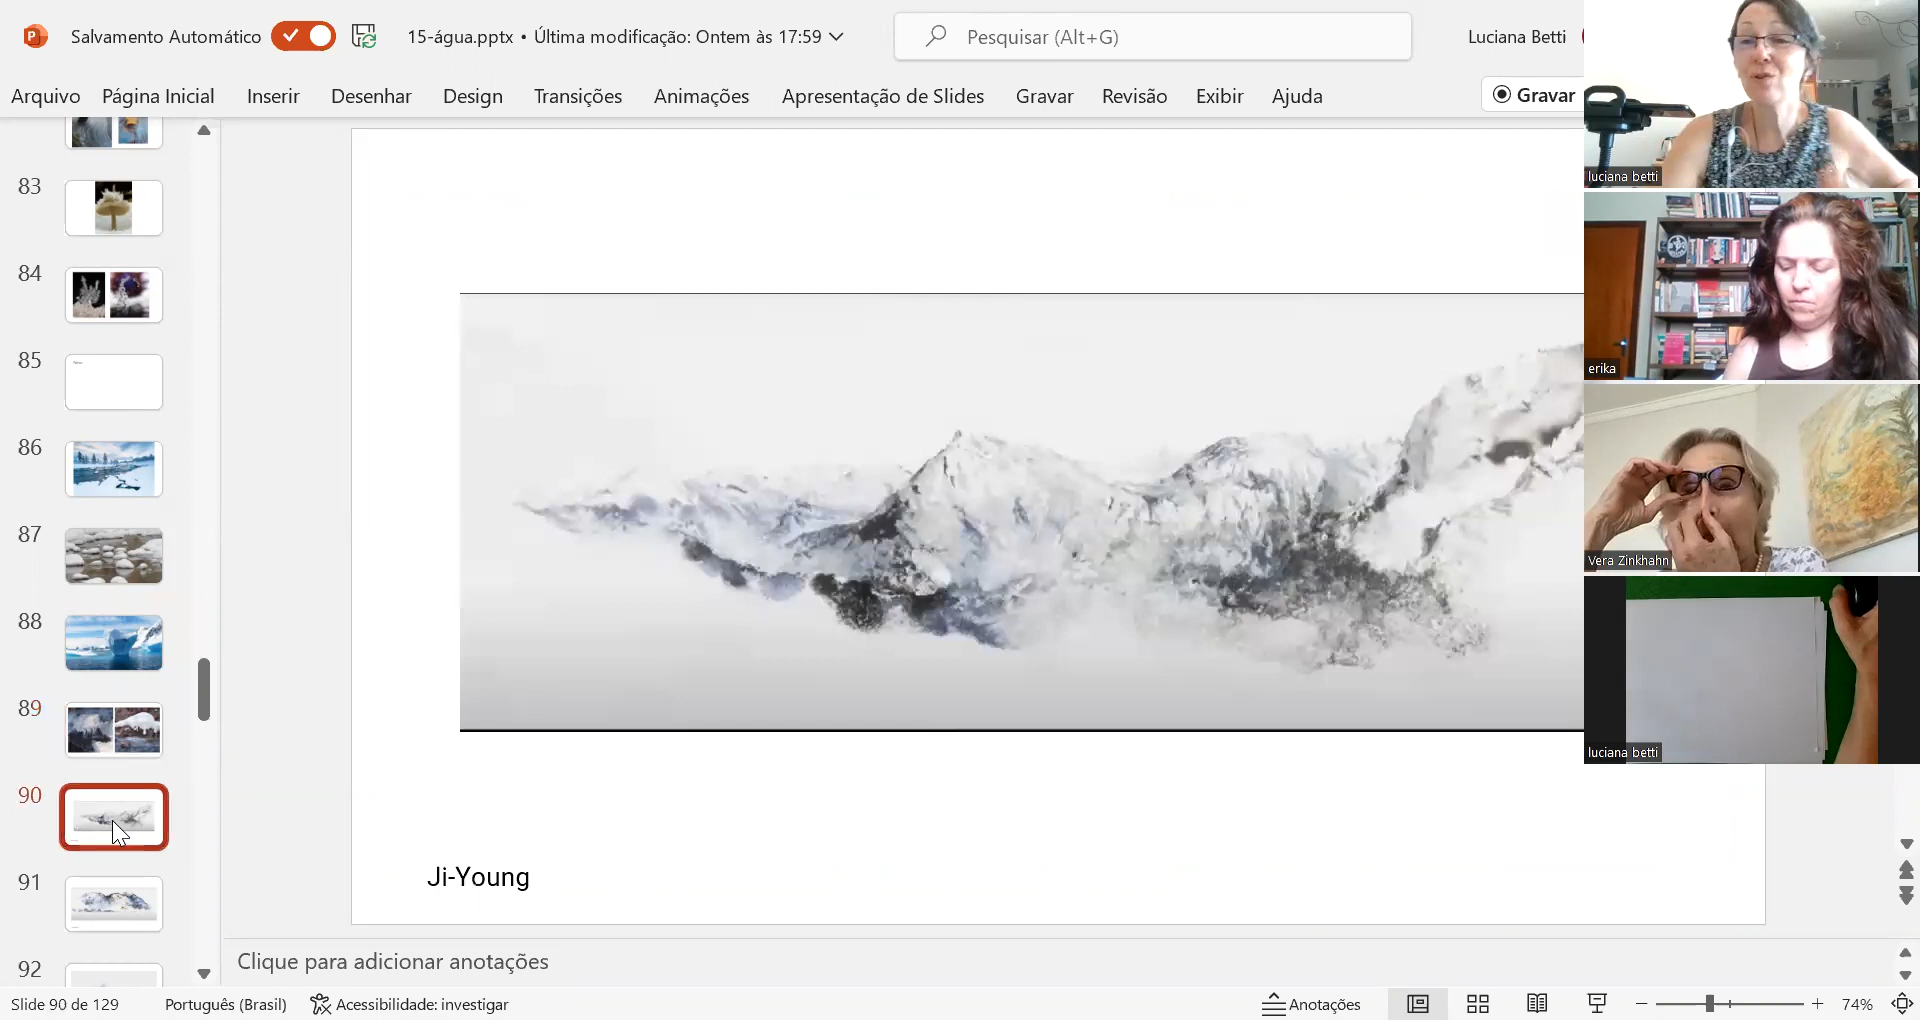 Salvamento Automático
15-água.pptx • Última modificação: Ontem às 17:59
Pesquisar (Alt+G)
Luciana Betti
Arquivo Página Inicial Inserir Desenhar Design Transições Animações Apresentação de Slides Gravar Revisão Exibir Ajuda
Gravar
luciana betti
83
84
85
86
87
88
89
90
91
92
erika
Vera Zinkhahn
luciana betti
Ji-Young
Clique para adicionar anotações
Slide 90 de 129 Português (Brasil) Acessibilidade: investigar Anotações 74%